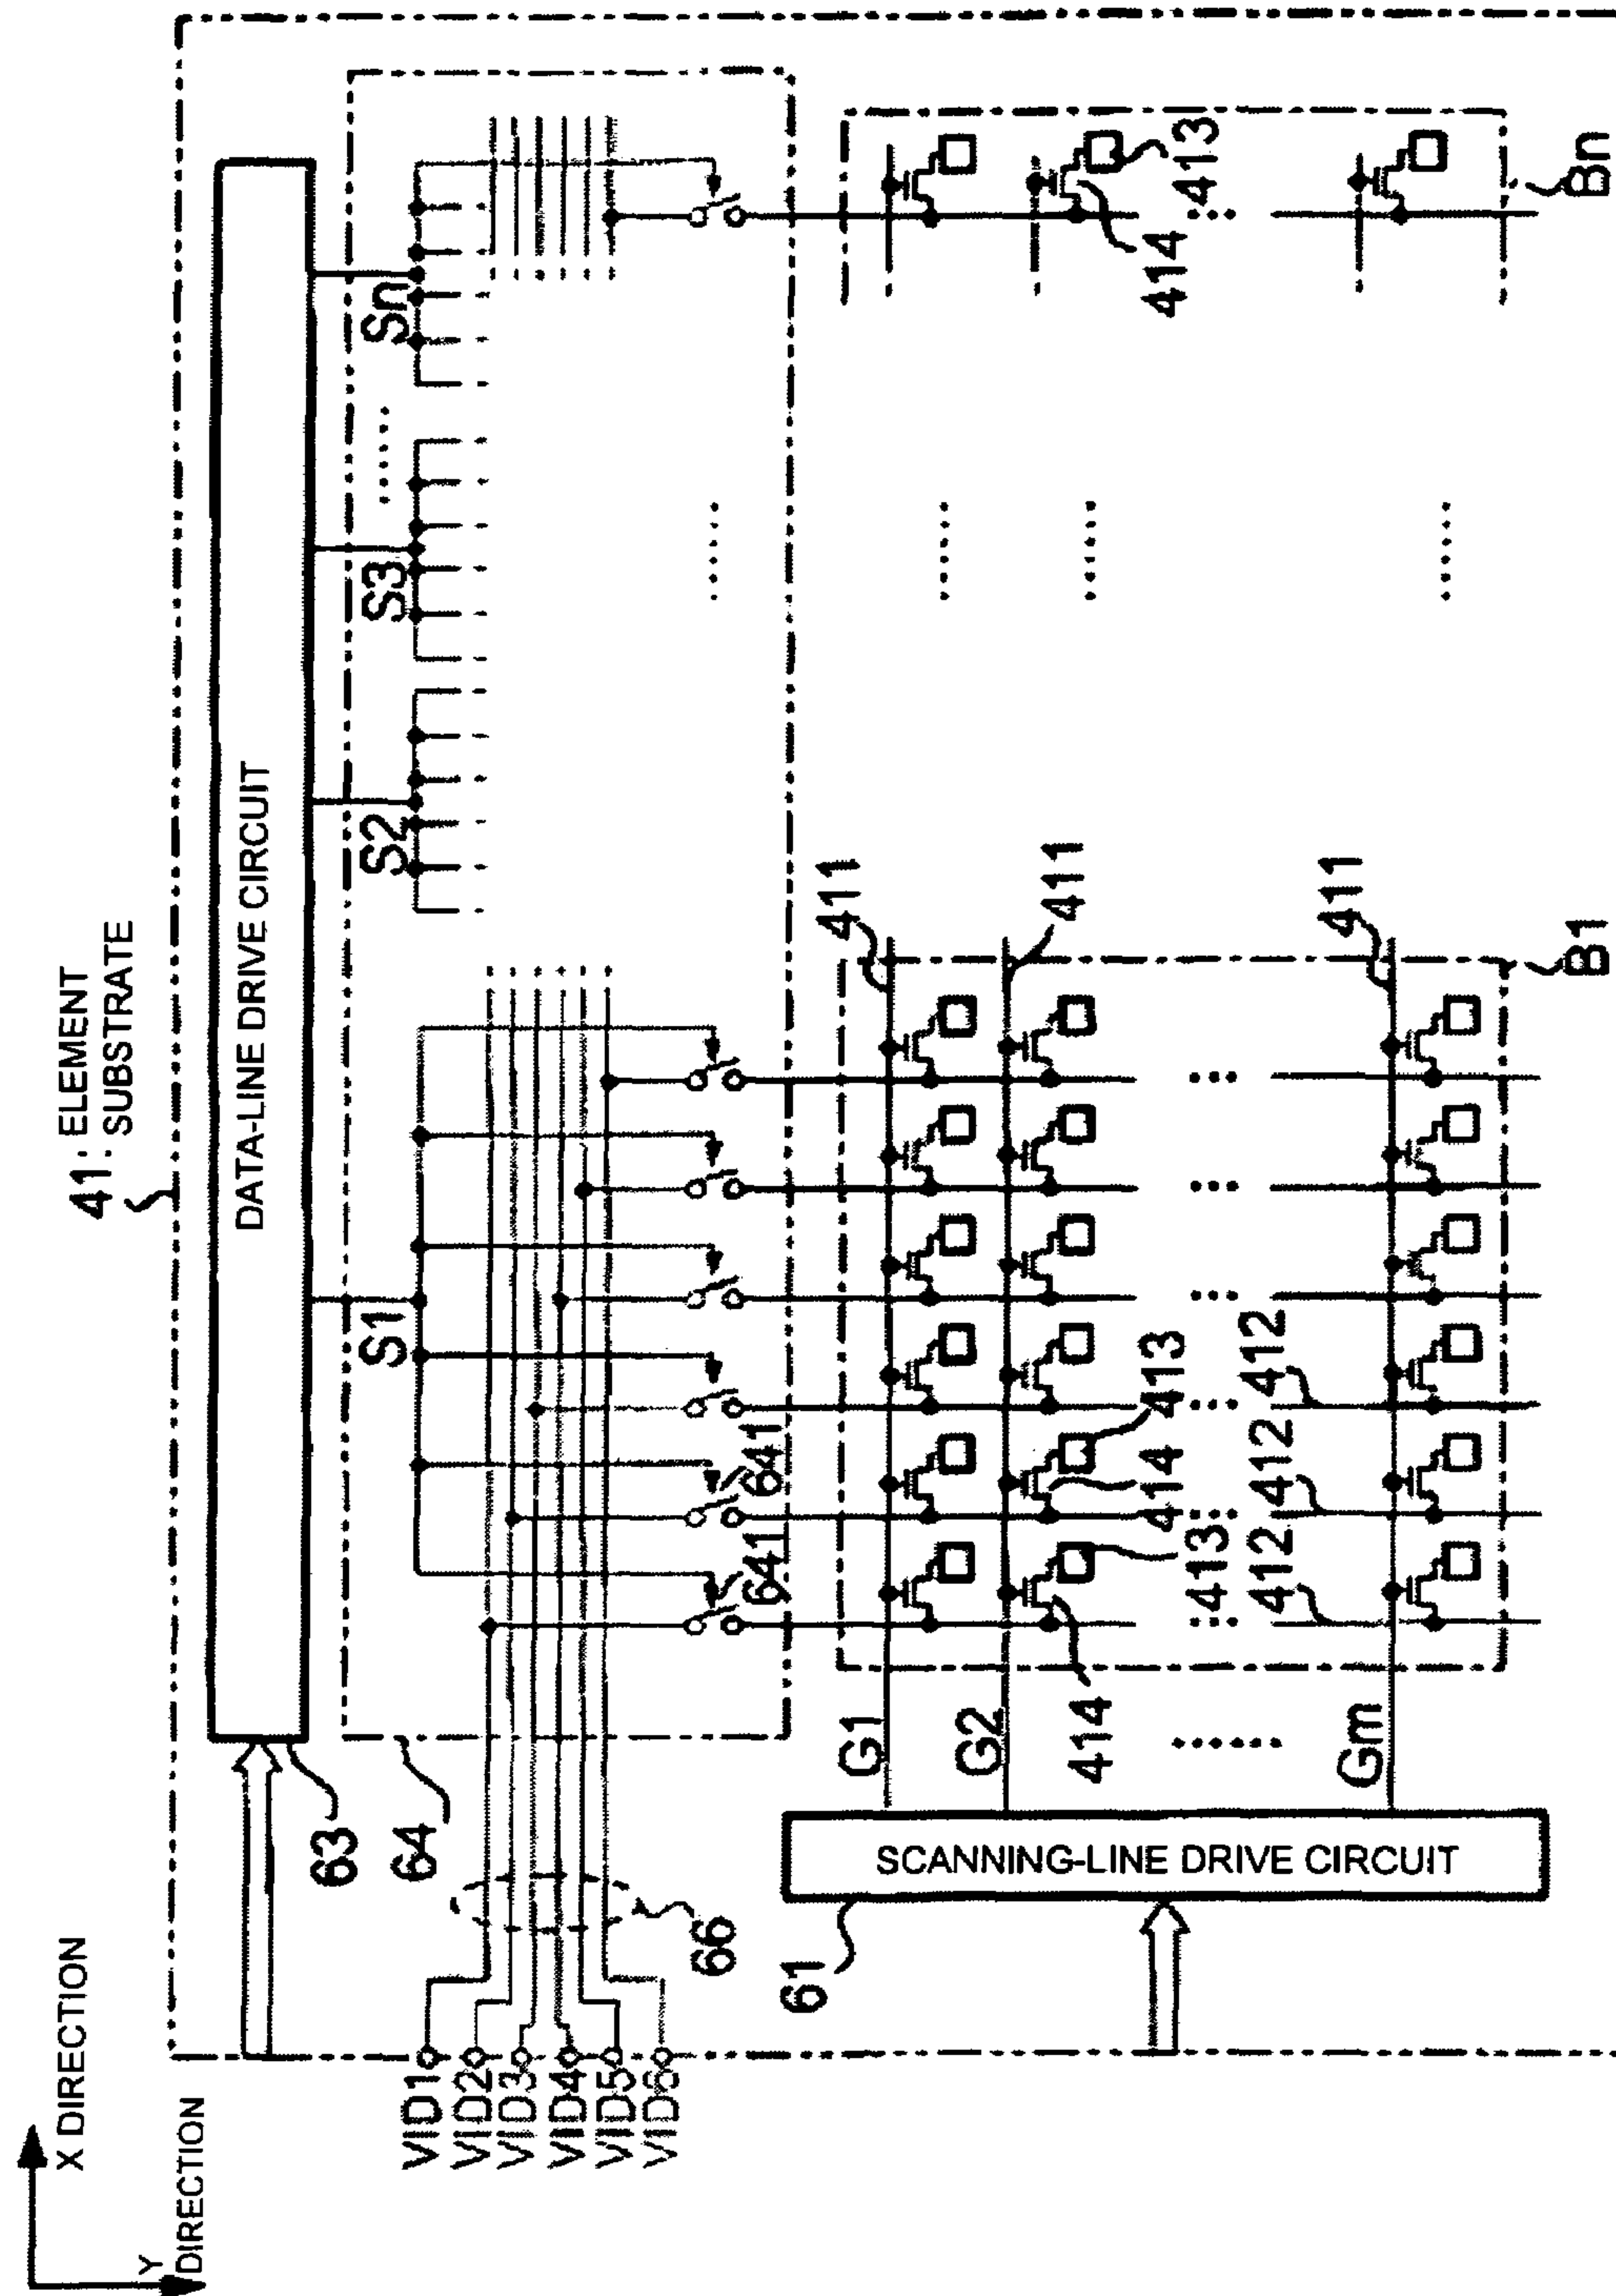 X DIRECTION
Y
DIRECTION
41: ELEMENT
SUBSTRATE
DATA-LINE DRIVE CIRCUIT
63
64
S1
S2
S3
......
Sn
VID1
VID2
VID3
VID4
VID5
VID6
66
641
641
......
61
SCANNING-LINE DRIVE CIRCUIT
G1
G2
......
Gm
411
411
411
414
413
414
413
412
412
412
414
413
B1
Bn